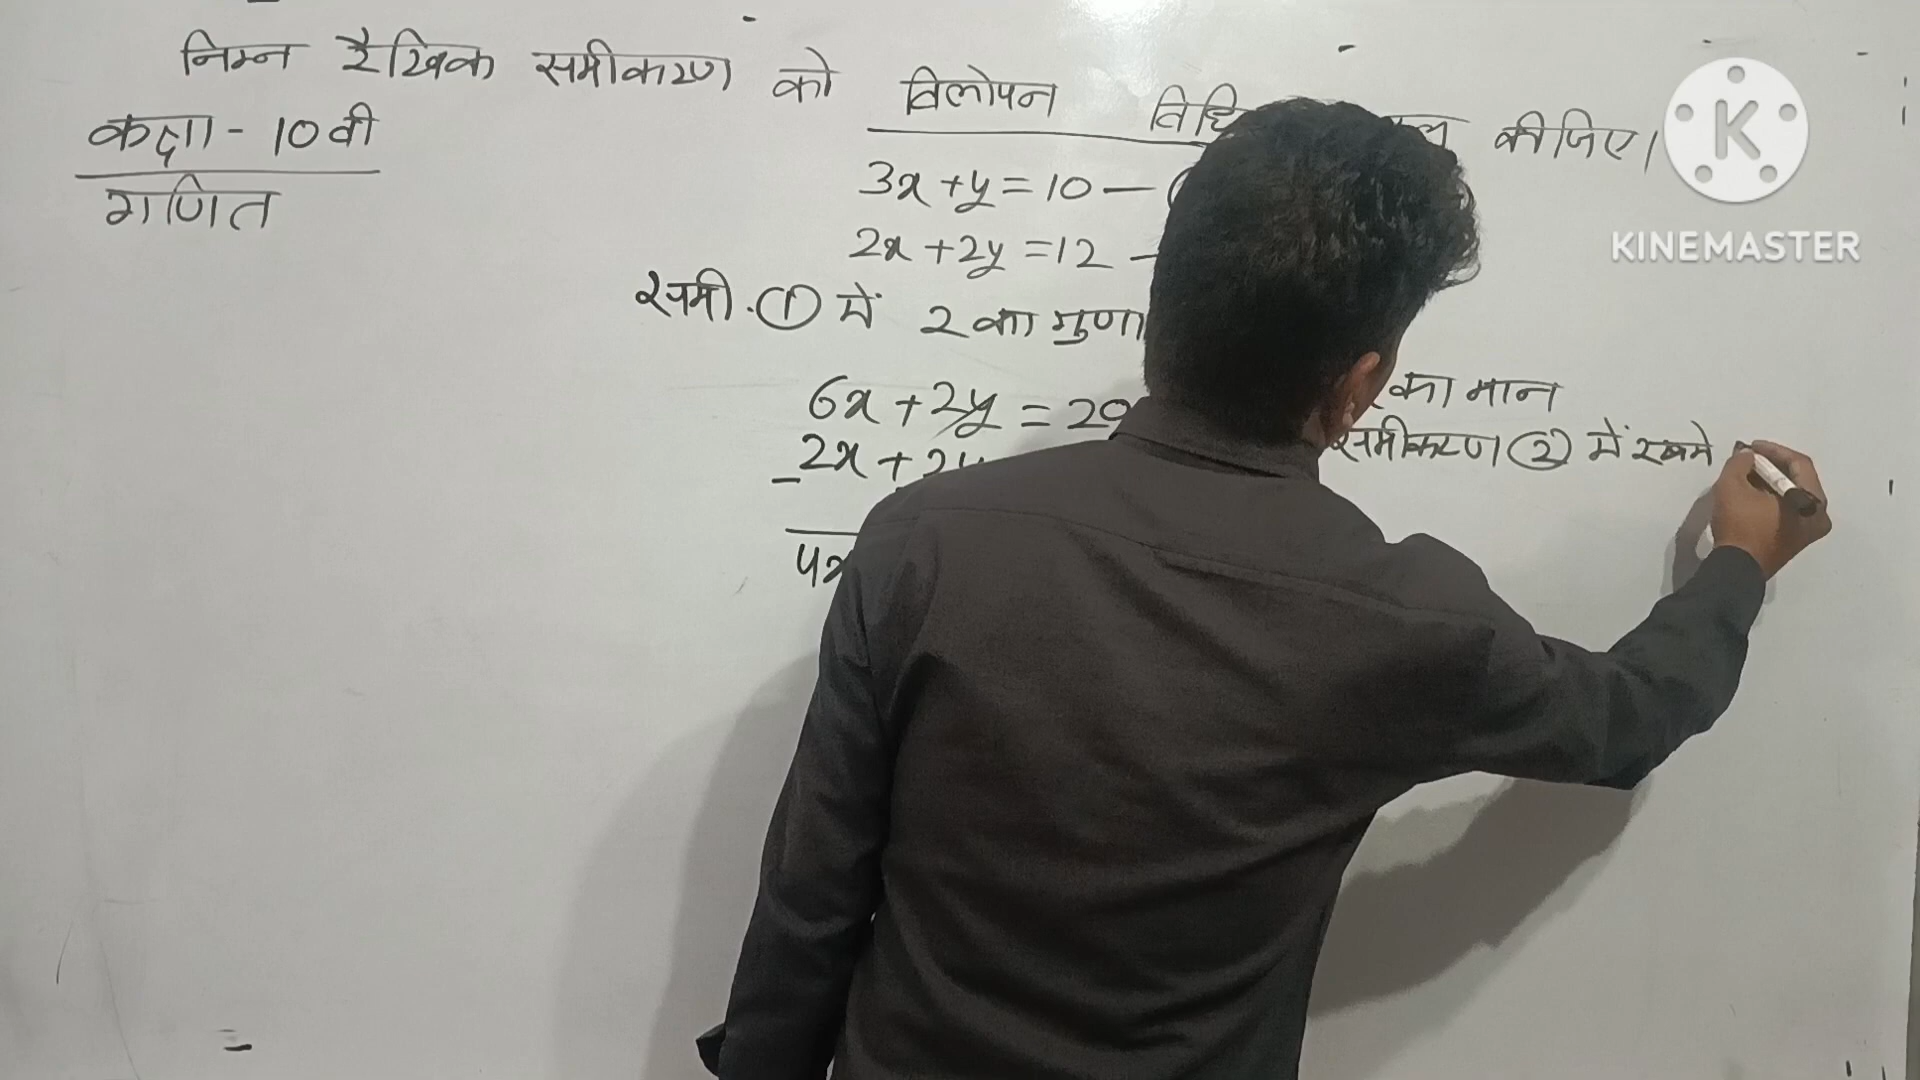 निम्न रैखिक समीकरण को विलोपन विधि कीजिए।
कक्षा - 10वी
गणित
3x + y = 10 —
2x + 2y = 12 —
समी. ① में 2 का गुणा
6x + 2y = 20
2x + 2y
4x
का मान
समीकरण ② में रखने
KINEMASTER